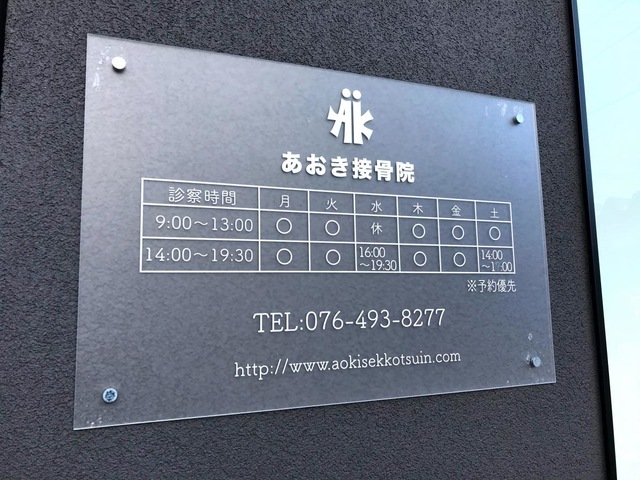 AK
あおき接骨院
診察時間 月 火 水 木 金 土
9:00〜13:00 ○ ○ 休 ○ ○ ○
14:00〜19:30 ○ ○ 16:00〜19:30 ○ ○ 14:00
※予約優先
TEL:076-493-8277
http://www.aokisekkotsuin.com